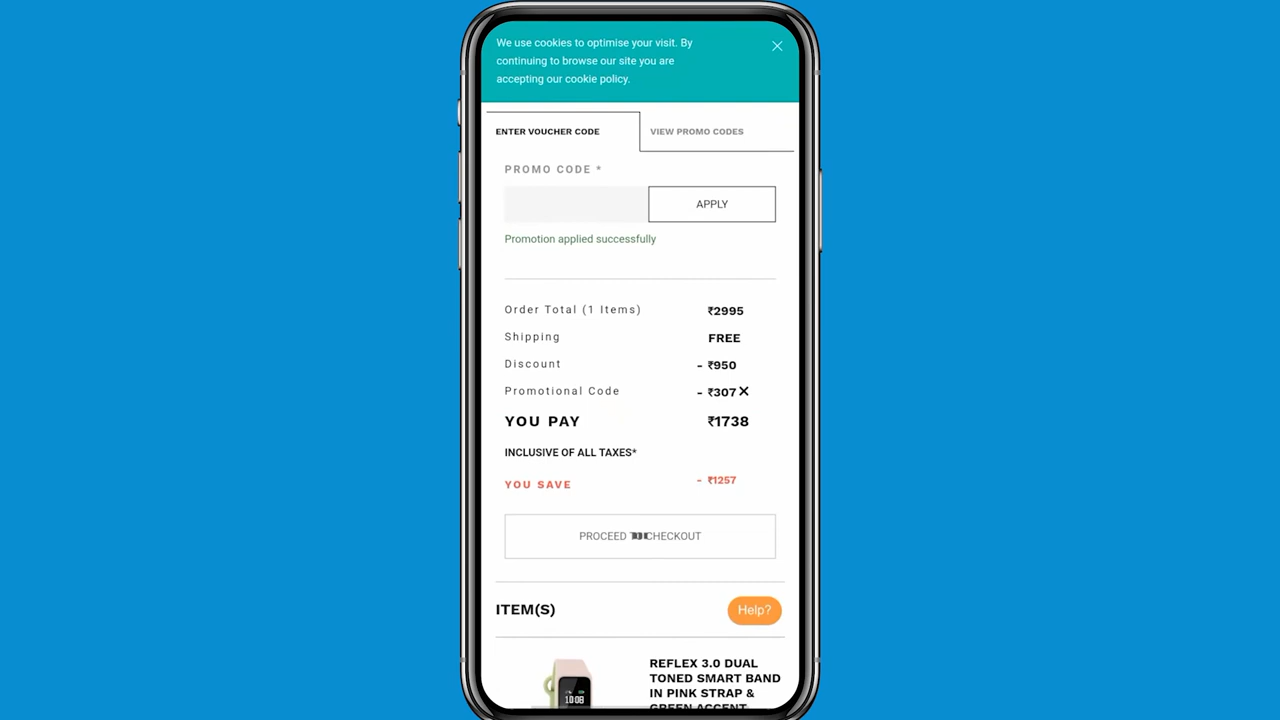 We use cookies to optimise your visit. By
continuing to browse our site you are
accepting our cookie policy.
ENTER VOUCHER CODE
VIEW PROMO CODES
PROMO CODE *
APPLY
Promotion applied successfully
Order Total (1 Items) ₹2995
Shipping FREE
Discount - ₹950
Promotional Code - ₹307
YOU PAY ₹1738
INCLUSIVE OF ALL TAXES*
YOU SAVE - ₹1257
PROCEED TO CHECKOUT
ITEM(S)
Help?
REFLEX 3.0 DUAL
TONED SMART BAND
IN PINK STRAP &
GREEN ACCENT
10:08